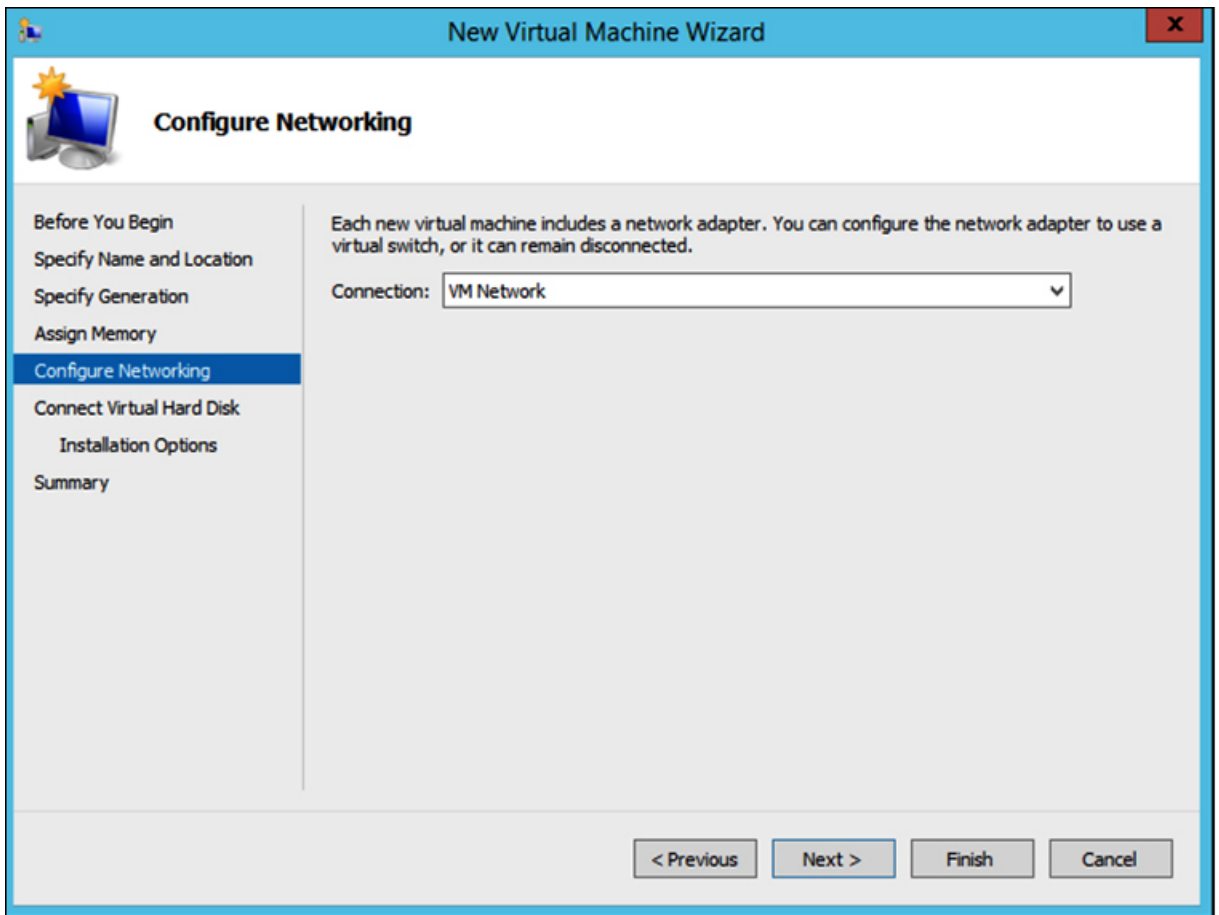 New Virtual Machine Wizard
x
Configure Networking
Before You Begin
Specify Name and Location
Specify Generation
Assign Memory
Configure Networking
Connect Virtual Hard Disk
Installation Options
Summary
Each new virtual machine includes a network adapter. You can configure the network adapter to use a
virtual switch, or it can remain disconnected.
Connection: VM Network
< Previous Next > Finish Cancel